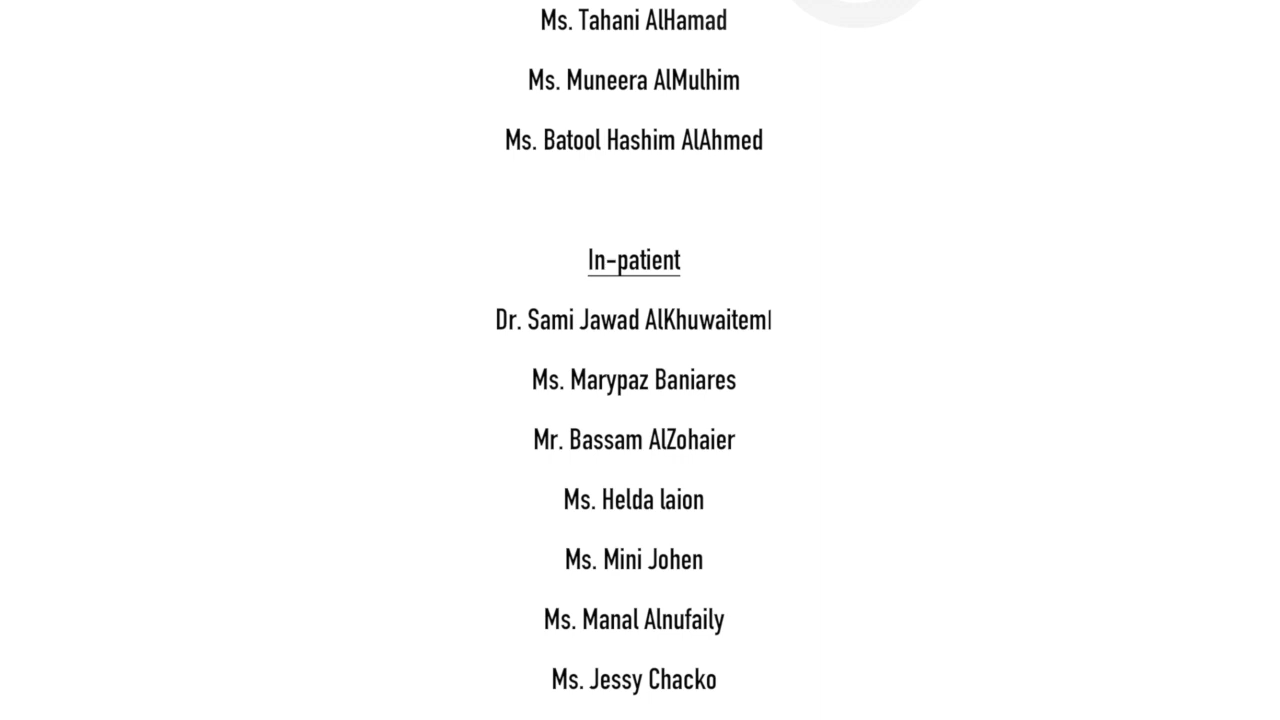 Ms. Tahani AlHamad
Ms. Muneera AlMulhim
Ms. Batool Hashim AlAhmed
In-patient
Dr. Sami Jawad AlKhuwaiteml
Ms. Marypaz Baniares
Mr. Bassam AlZohaier
Ms. Helda laion
Ms. Mini Johen
Ms. Manal Alnufaily
Ms. Jessy Chacko